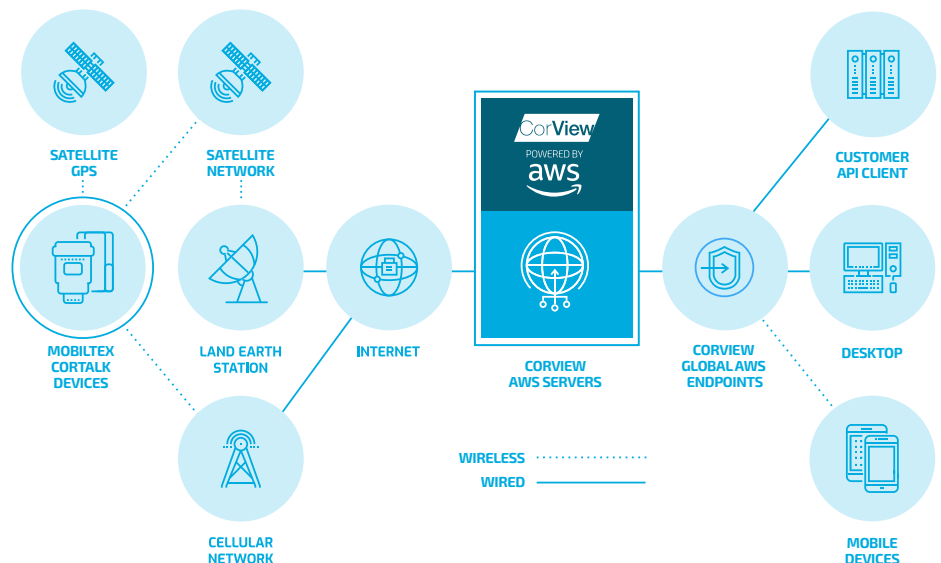 SATELLITE
GPS
SATELLITE
NETWORK
CorView
POWERED BY
aws
CUSTOMER
API CLIENT
MOBILTEX
CORTALK
DEVICES
LAND EARTH
STATION
INTERNET
CORVIEW
AWS SERVERS
CORVIEW
GLOBAL AWS
ENDPOINTS
DESKTOP
WIRELESS
WIRED
CELLULAR
NETWORK
MOBILE
DEVICES